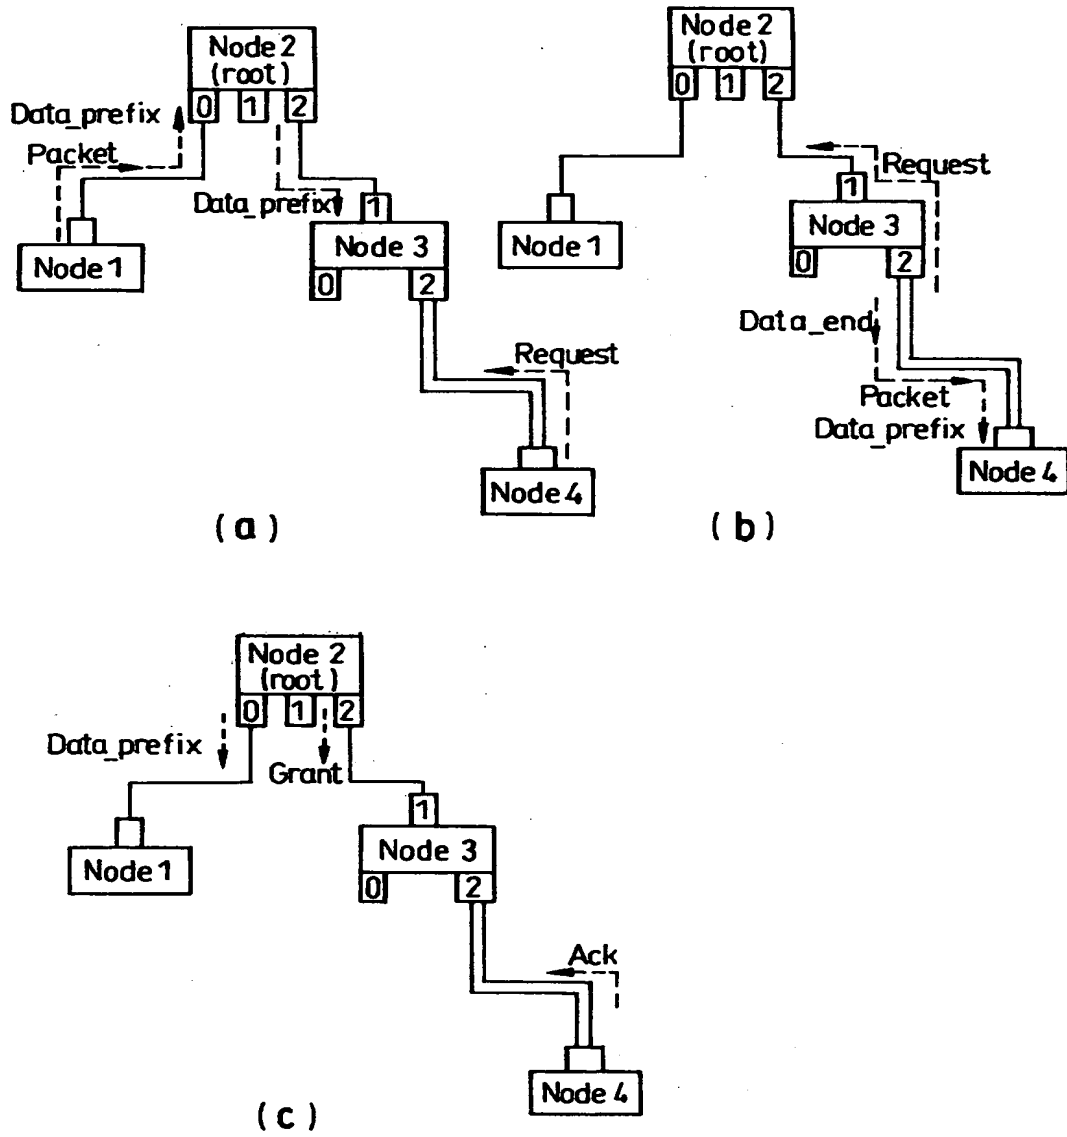 Node 2
(root)
0 1 2
Data_prefix
Packet
Data_prefix
1
Node 1
Node 3
0 2
Request
Node 4
(a)
Node 2
(root)
0 1 2
Request
1
Node 1
Node 3
0 2
Data_end
Packet
Data_prefix
Node 4
(b)
Node 2
(root)
0 1 2
Data_prefix
Grant
1
Node 1
Node 3
0 2
Ack
Node 4
(c)